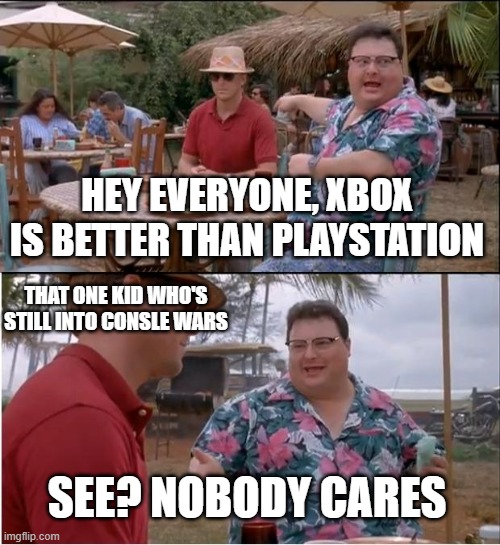 HEY EVERYONE, XBOX
IS BETTER THAN PLAYSTATION
THAT ONE KID WHO'S
STILL INTO CONSLE WARS
SEE? NOBODY CARES
imgflip.com